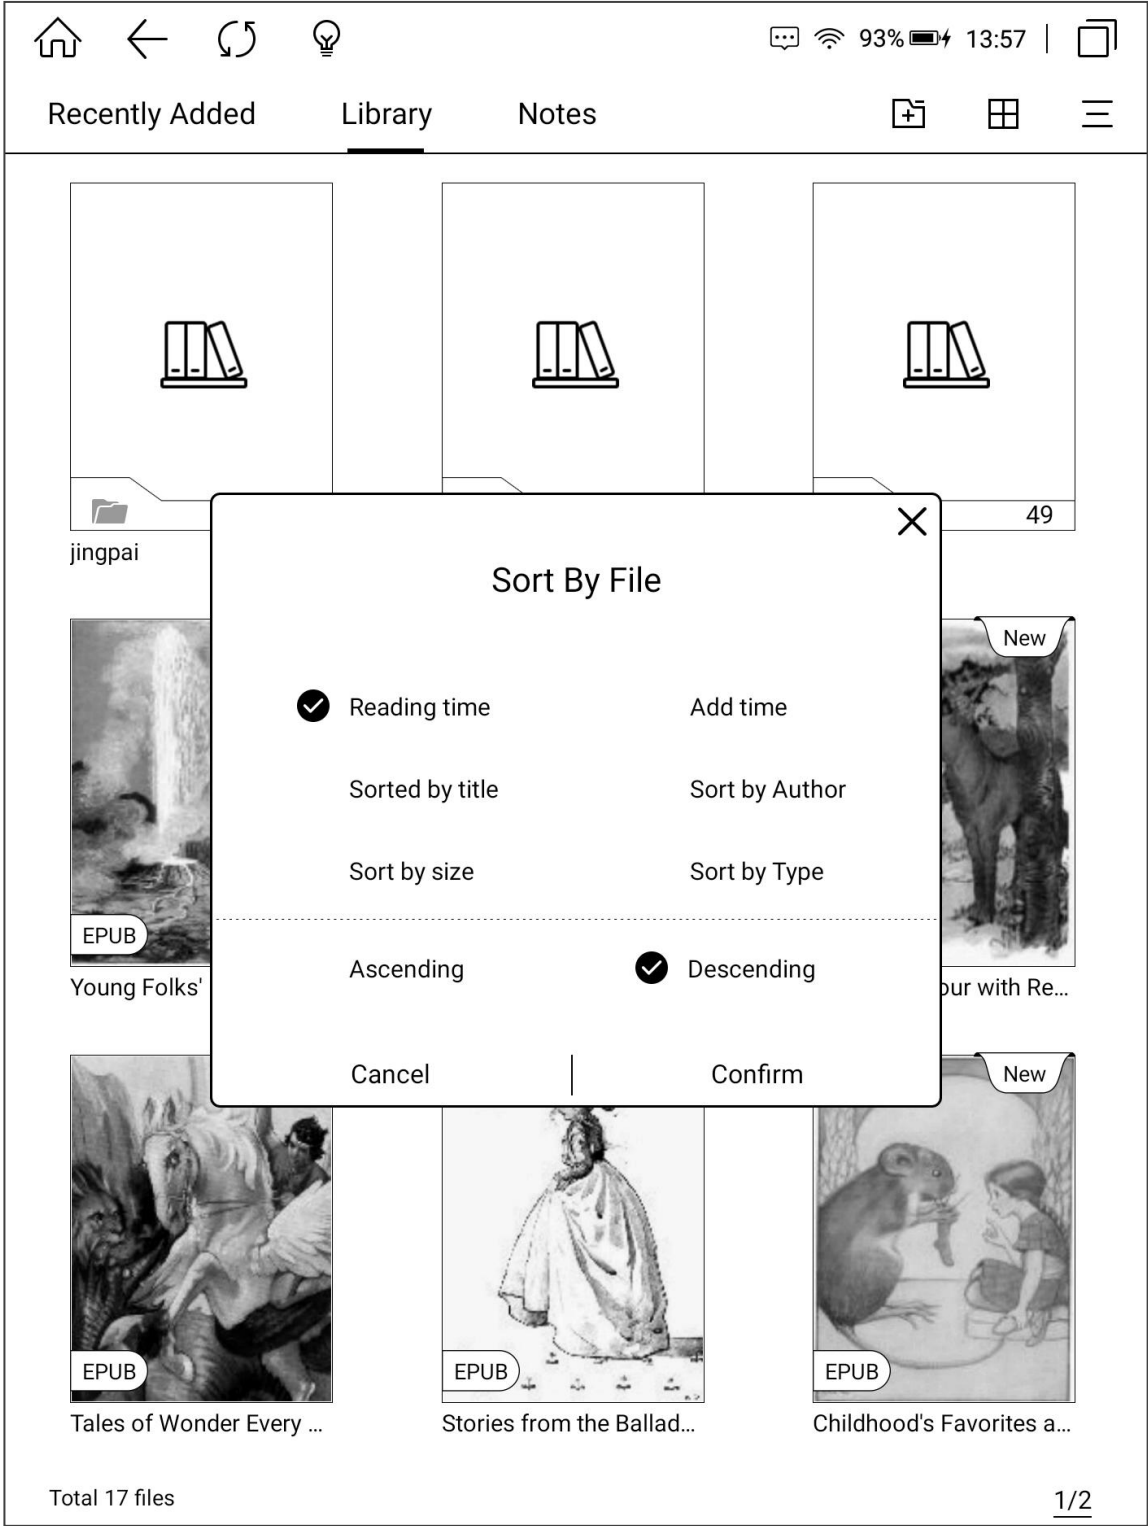 93% 13:57
Recently Added Library Notes
49
jingpai
Sort By File
New
Reading time Add time
Sorted by title Sort by Author
Sort by size Sort by Type
EPUB
Ascending Descending
Young Folks' our with Re...
Cancel Confirm
New
EPUB EPUB EPUB
Tales of Wonder Every ... Stories from the Ballad... Childhood's Favorites a...
Total 17 files 1/2